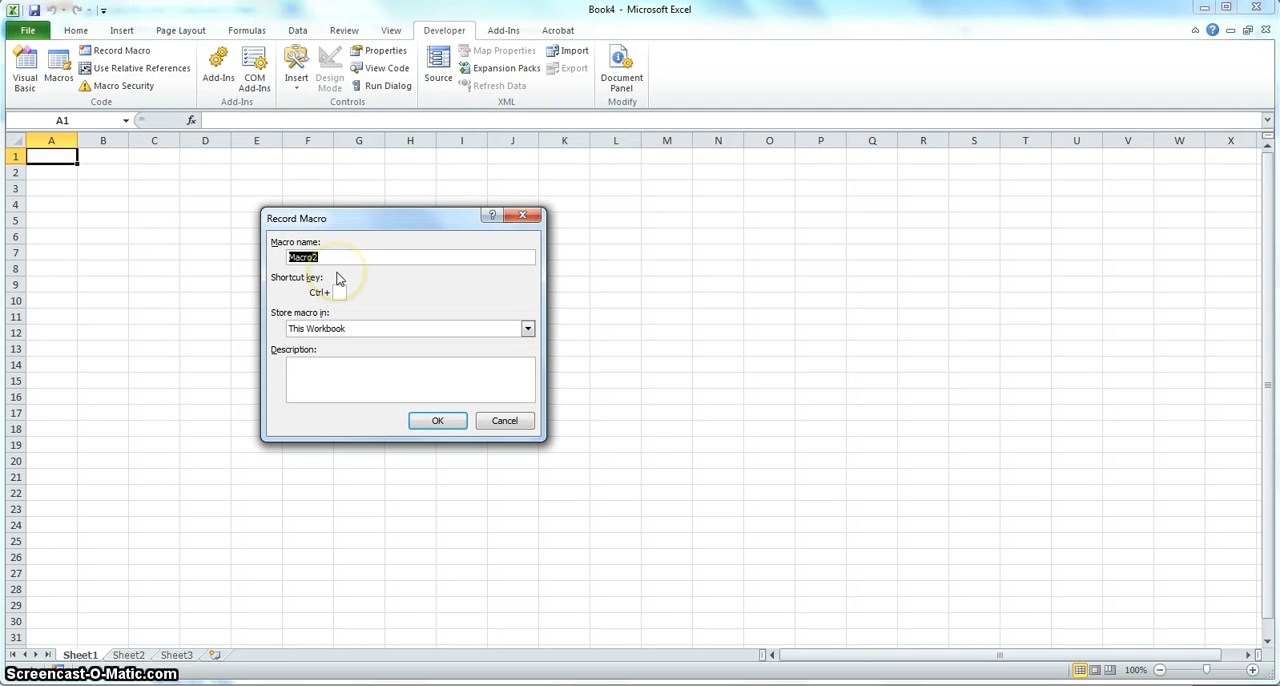 Book4 - Microsoft Excel
File Home Insert Page Layout Formulas Data Review View Developer Add-Ins Acrobat
Visual Basic
Macros
Record Macro
Use Relative References
Macro Security
Code
Add-Ins
COM Add-Ins
Add-Ins
Insert
Design Mode
Properties
View Code
Run Dialog
Controls
Source
Map Properties
Expansion Packs
Refresh Data
Import
Export
XML
Document Panel
Modify
A1
fx
A B C D E F G H I J K L M N O P Q R S T U V W X
1
2
3
4
5
6
7
8
9
10
11
12
13
14
15
16
17
18
19
20
21
22
23
24
25
26
27
28
29
30
31
Record Macro
Macro name:
Macro2
Shortcut key:
Ctrl+
Store macro in:
This Workbook
Description:
OK Cancel
Sheet1 Sheet2 Sheet3
100%
Screencast-O-Matic.com